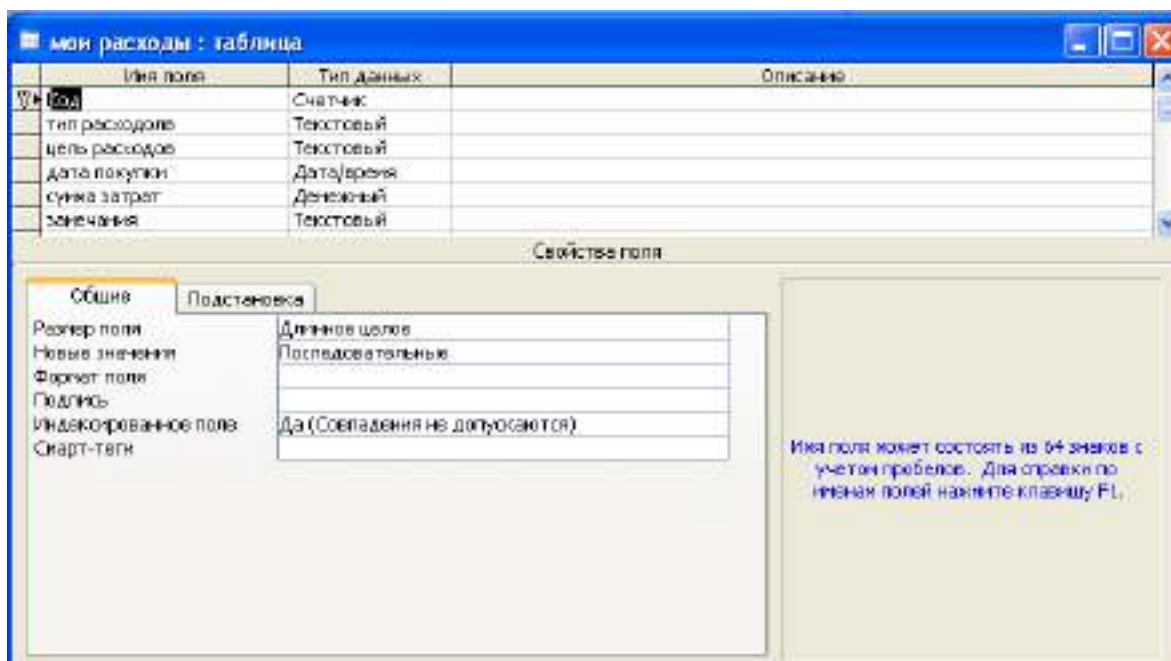 мои расходы : таблица
Имя поля Тип данных Описание
Код Счетчик
тип расходолв Текстовый
цель расходов Текстовый
дата покупки Дата/время
сумма затрат Денежный
замечания Текстовый
Свойства поля
Общие Подстановка
Размер поля Длинное целое
Новые значения Последовательные
Формат поля
Подпись
Индексированное поле Да (Совпадения не допускаются)
Смарт-теги
Имя поля может состоять из 64 знаков с
учетом пробелов. Для справки по
именам полей нажмите клавишу F1.